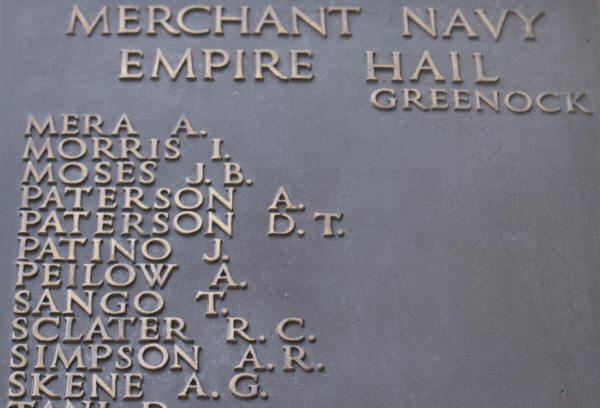 MERCHANT NAVY
EMPIRE HAIL
GREENOCK
MERA A.
MORRIS I.
MOSES J.B.
PATERSON A.
PATERSON D.T.
PATINO J.
PEILOW A.
SANGO T.
SCLATER R.C.
SIMPSON A.R.
SKENE A.G.